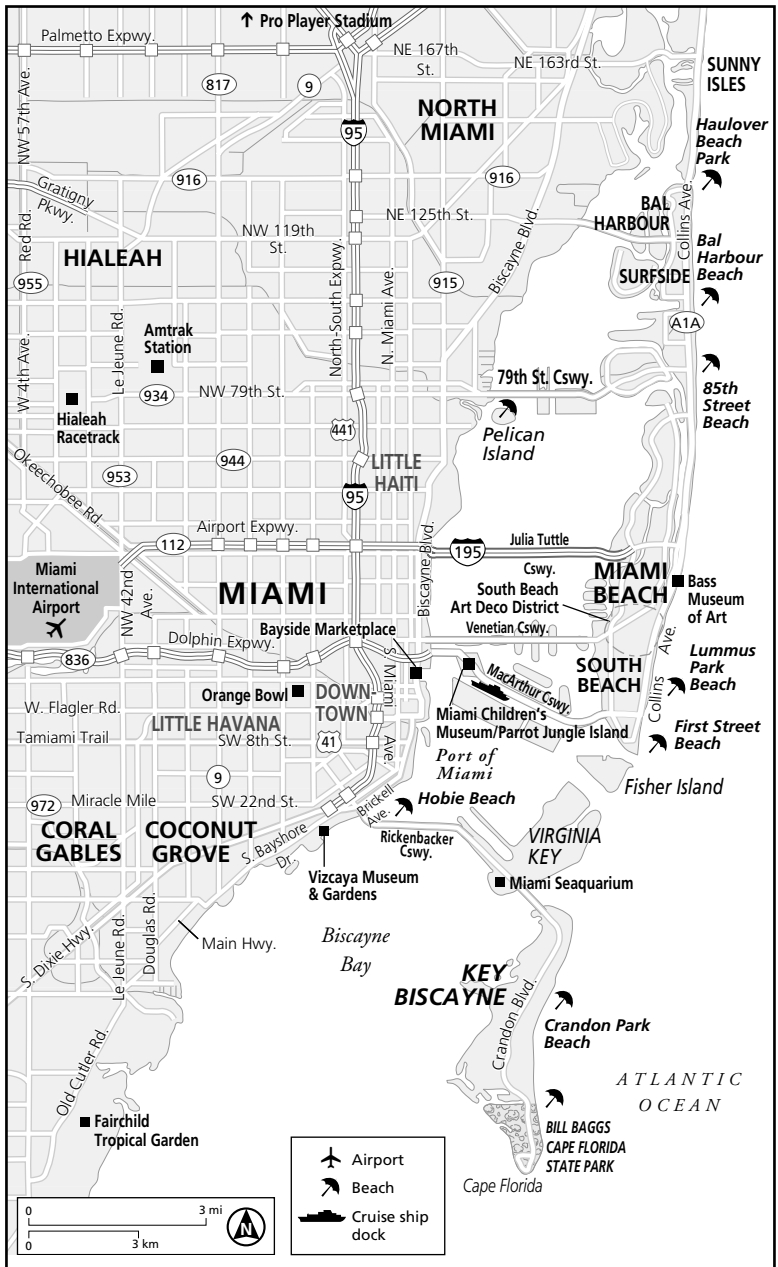 Pro Player Stadium
Palmetto Expwy.
NE 167th
St.
NE 163rd St.
SUNNY
ISLES
NW 57th Ave.
817
9
95
NORTH
MIAMI
Haulover
Beach
Park
Gratigny
Pkwy.
916
916
NE 125th St.
BAL
HARBOUR
Collins Ave.
Red Rd.
NW 119th
St.
HIALEAH
North-South Expwy.
N. Miami Ave.
Biscayne Blvd.
Bal
Harbour
Beach
SURFSIDE
955
915
A1A
Le Jeune Rd.
Amtrak
Station
W 4th Ave.
934
NW 79th St.
79th St. Cswy.
85th
Street
Beach
Hialeah
Racetrack
441
Pelican
Island
Okeechobee Rd.
953
944
LITTLE
HAITI
95
Airport Expwy.
112
195
Julia Tuttle
Cswy.
Biscayne Blvd.
Miami
International
Airport
NW 42nd
Ave.
MIAMI
MIAMI
BEACH
South Beach
Art Deco District
Bass
Museum
of Art
Venetian Cswy.
Dolphin Expwy.
Bayside Marketplace
836
SOUTH
BEACH
Collins
Ave.
Lummus
Park
Beach
Orange Bowl
DOWN-
TOWN
S. Miami
Ave.
MacArthur Cswy.
W. Flagler Rd.
LITTLE HAVANA
Miami Children's
Museum/Parrot Jungle Island
First Street
Beach
Tamiami Trail
SW 8th St.
41
Port of
Miami
Fisher Island
9
972
Miracle Mile
SW 22nd St.
Brickell
Ave.
Hobie Beach
CORAL
GABLES
COCONUT
GROVE
S. Bayshore
Dr.
Rickenbacker
Cswy.
VIRGINIA
KEY
Vizcaya Museum
& Gardens
Miami Seaquarium
S. Dixie Hwy.
Le Jeune Rd.
Douglas Rd.
Main Hwy.
Biscayne
Bay
KEY
BISCAYNE
Crandon Blvd.
Crandon Park
Beach
Old Cutler Rd.
ATLANTIC
OCEAN
Fairchild
Tropical Garden
BILL BAGGS
CAPE FLORIDA
STATE PARK
Cape Florida
Airport
Beach
Cruise ship
dock
0
3 mi
0
3 km
N